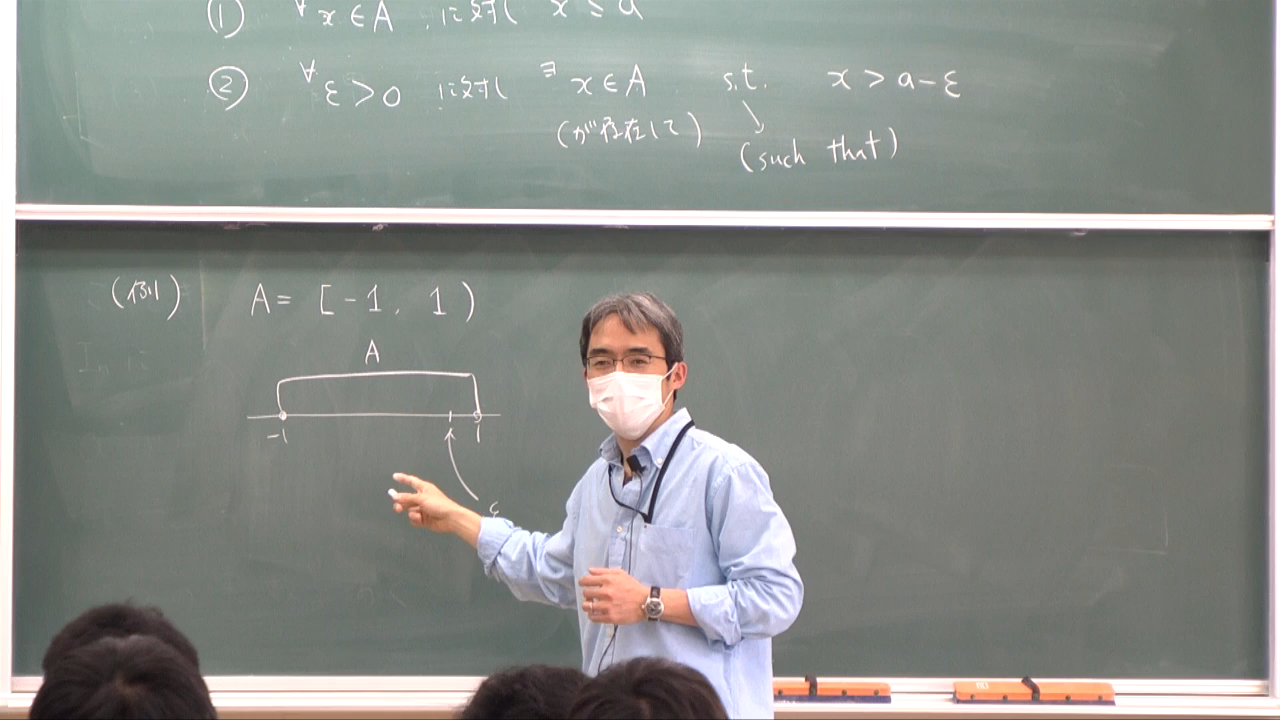 ① ∀x∈A に対し x≦a
② ∀ε>0 に対し ∃x∈A s.t. x>a-ε
(が存在して)
(such that)
(例) A= [-1, 1)
A
-1 1